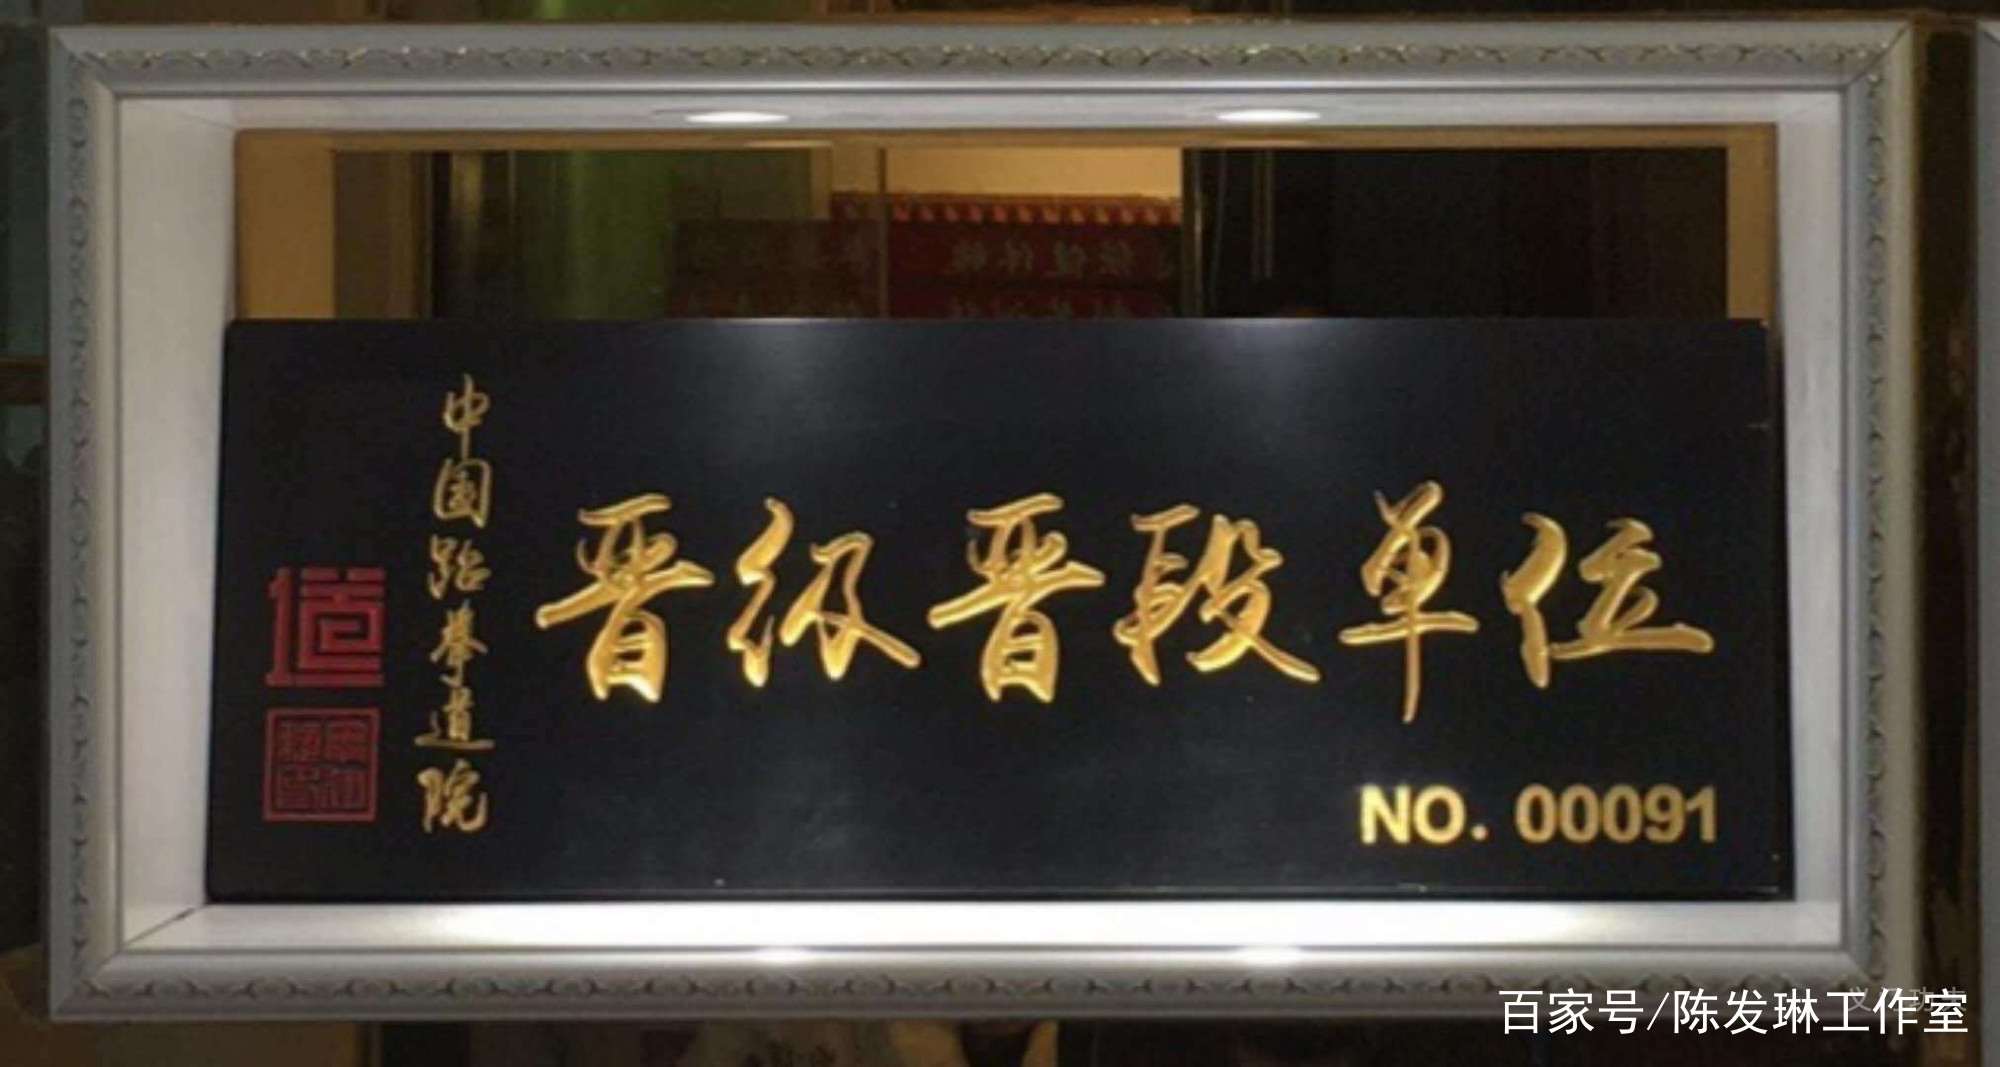 晋级晋段单位
中国跆拳道院
道
NO. 00091
百家号/陈发琳工作室